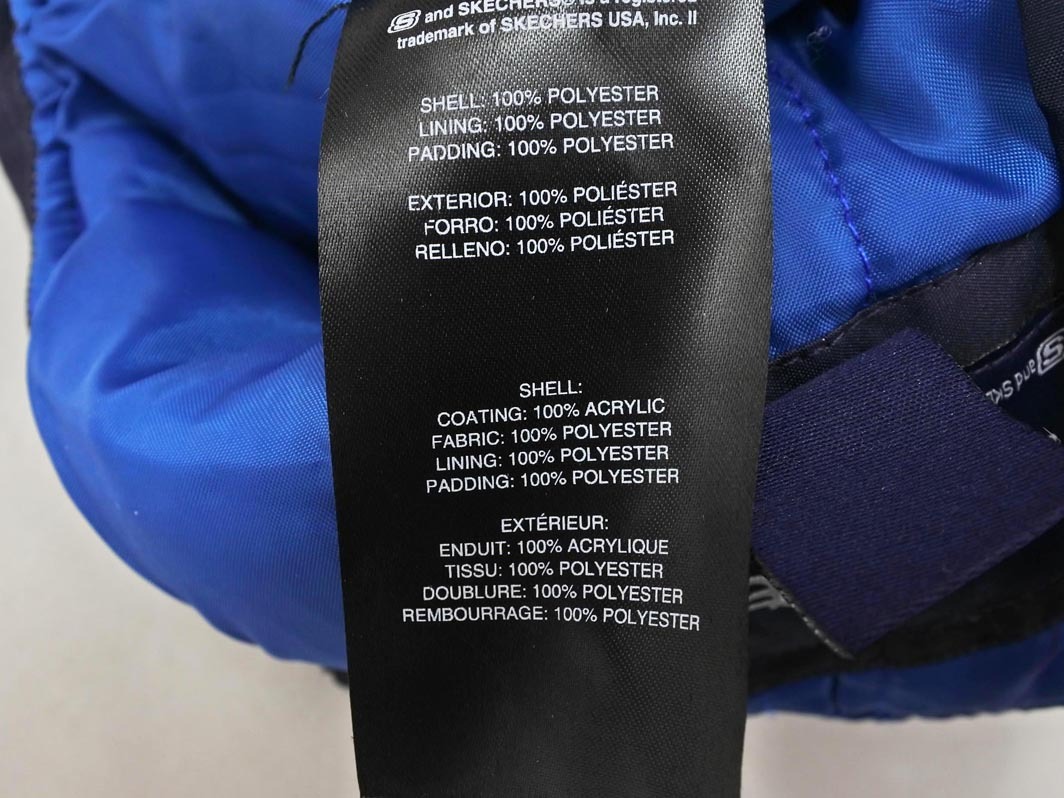 and SKECHERS® is a registered
trademark of SKECHERS USA, Inc. II
SHELL: 100% POLYESTER
LINING: 100% POLYESTER
PADDING: 100% POLYESTER
EXTERIOR: 100% POLIÉSTER
FORRO: 100% POLIÉSTER
RELLENO: 100% POLIÉSTER
SHELL:
COATING: 100% ACRYLIC
FABRIC: 100% POLYESTER
LINING: 100% POLYESTER
PADDING: 100% POLYESTER
EXTÉRIEUR:
ENDUIT: 100% ACRYLIQUE
TISSU: 100% POLYESTER
DOUBLURE: 100% POLYESTER
REMBOURRAGE: 100% POLYESTER
and